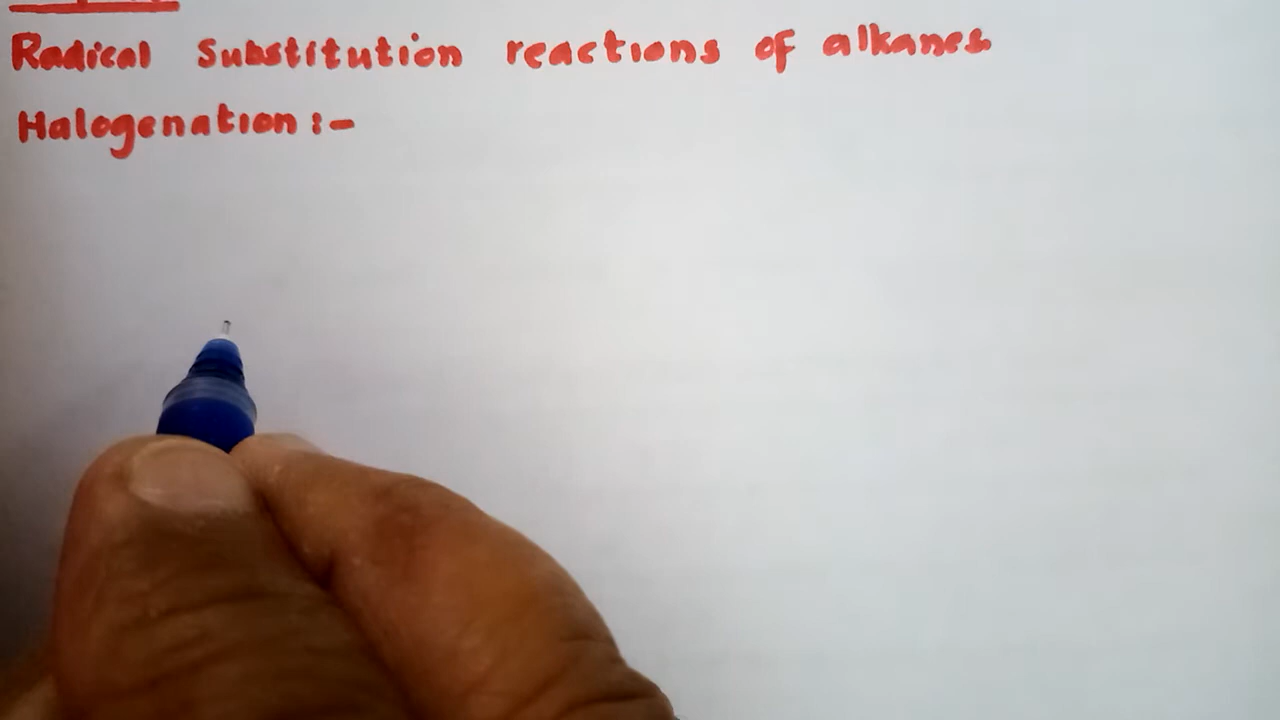 Radical Substitution reactions of alkanes
Halogenation :-